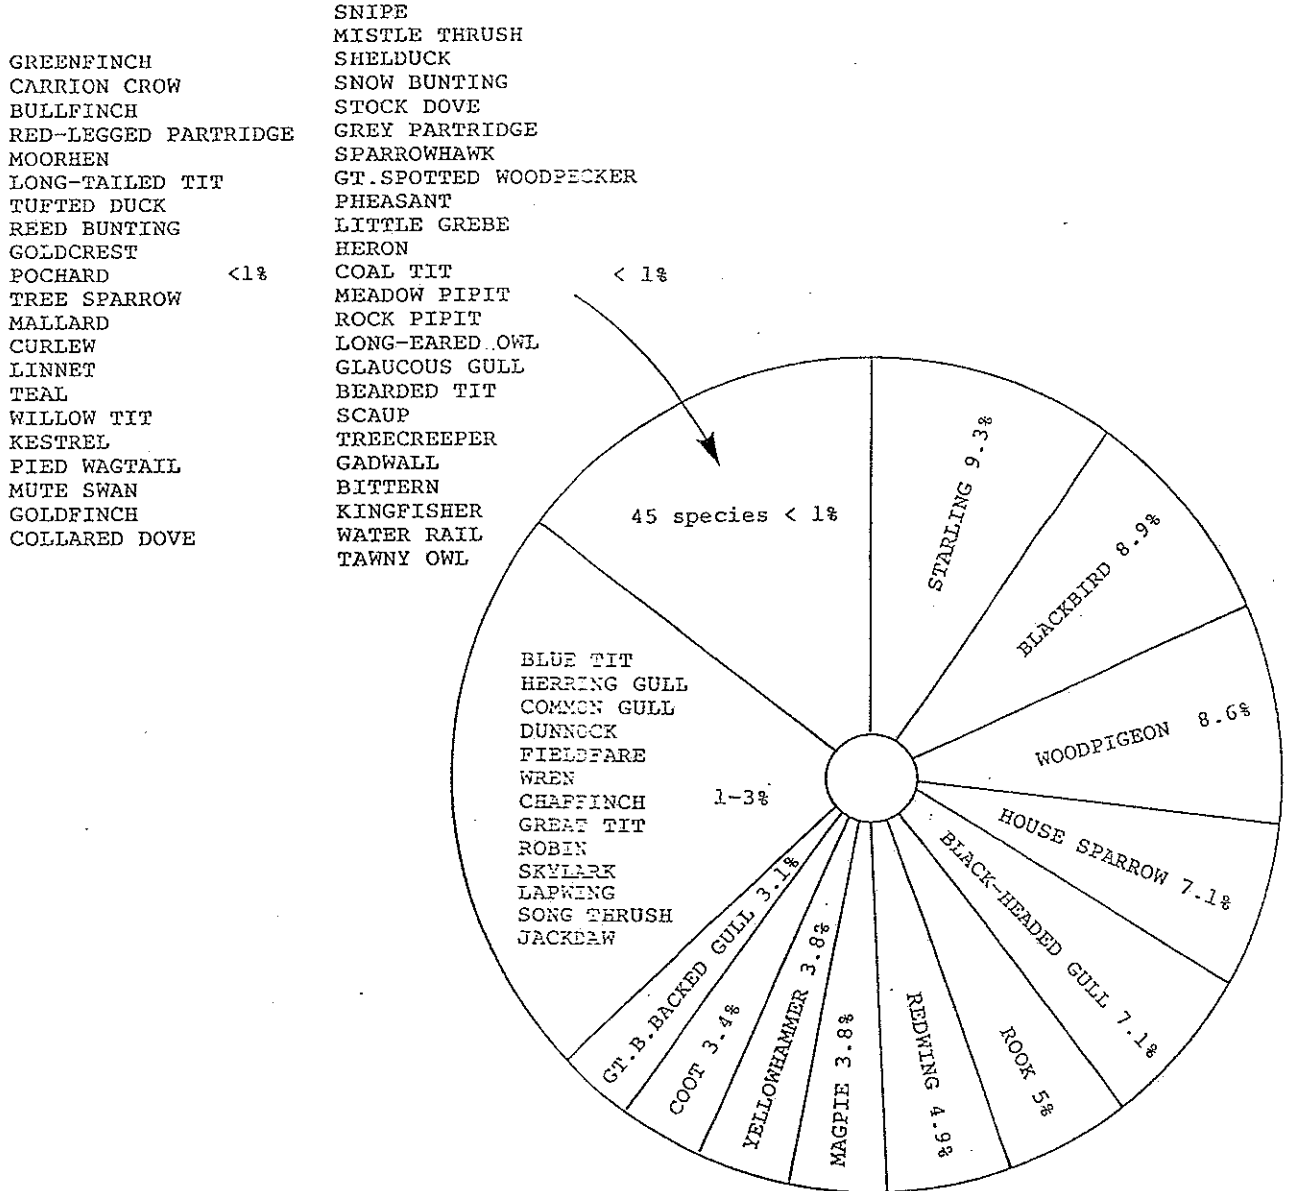 GREENFINCH
CARRION CROW
BULLFINCH
RED-LEGGED PARTRIDGE
MOORHEN
LONG-TAILED TIT
TUFTED DUCK
REED BUNTING
GOLDCREST
POCHARD <1%
TREE SPARROW
MALLARD
CURLEW
LINNET
TEAL
WILLOW TIT
KESTREL
PIED WAGTAIL
MUTE SWAN
GOLDFINCH
COLLARED DOVE
SNIPE
MISTLE THRUSH
SHELDUCK
SNOW BUNTING
STOCK DOVE
GREY PARTRIDGE
SPARROWHAWK
GT.SPOTTED WOODPECKER
PHEASANT
LITTLE GREBE
HERON
COAL TIT < 1%
MEADOW PIPIT
ROCK PIPIT
LONG-EARED OWL
GLAUCOUS GULL
BEARDED TIT
SCAUP
TREECREEPER
GADWALL
BITTERN
KINGFISHER
WATER RAIL
TAWNY OWL
45 species < 1%
STARLING 9.3%
BLACKBIRD 8.9%
WOODPIGEON 8.6%
HOUSE SPARROW 7.1%
BLACK-HEADED GULL 7.1%
ROOK 5%
REDWING 4.9%
MAGPIE 3.8%
YELLOWHAMMER 3.8%
COOT 3.4%
GT.B.BACKED GULL 3.1%
BLUE TIT
HERRING GULL
COMMON GULL
DUNNOCK
FIELDFARE
WREN
CHAFFINCH 1-3%
GREAT TIT
ROBIN
SKYLARK
LAPWING
SONG THRUSH
JACKDAW